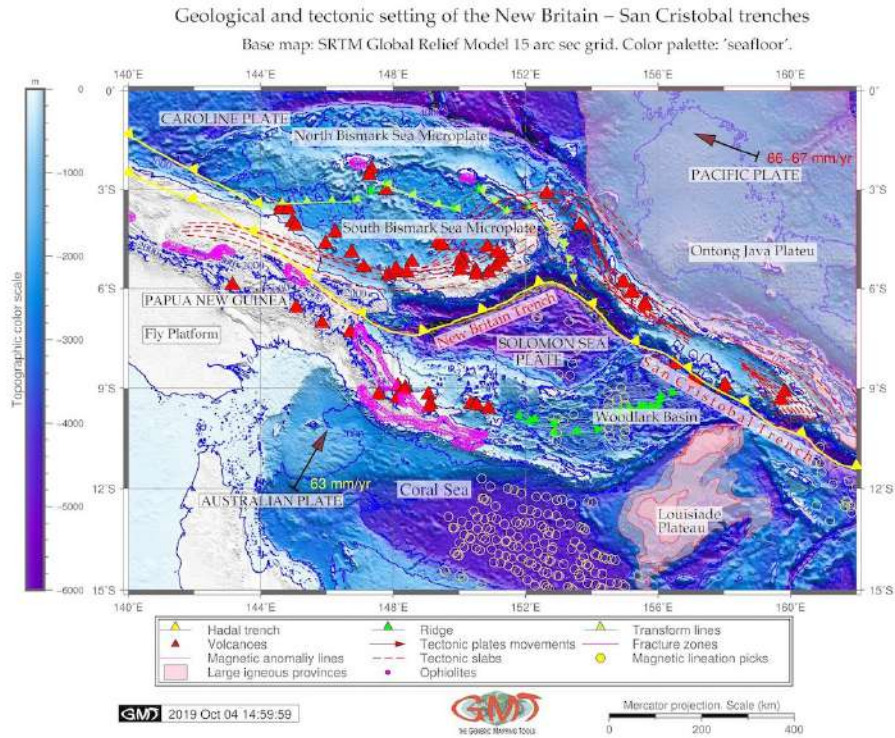 Geological and tectonic setting of the New Britain – San Cristobal trenches
Base map: SRTM Global Relief Model 15 arc sec grid. Color palette: 'seafloor'.
140°E 144°E 148°E 152°E 156°E 160°E
m
0
−1000
−2000
−3000
−4000
−5000
−6000
Topographic color scale
0°
3°S
6°S
9°S
12°S
15°S
0°
3°S
6°S
9°S
12°S
15°S
CAROLINE PLATE
North Bismark Sea Microplate
66−67 mm/yr
PACIFIC PLATE
South Bismark Sea Microplate
Ontong Java Plateu
PAPUA NEW GUINEA
New Britain Trench
Fly Platform
SOLOMON SEA
PLATE
San Cristobal Trench
Woodlark Basin
63 mm/yr
AUSTRALIAN PLATE
Coral Sea
Louisiade
Plateau
140°E 144°E 148°E 152°E 156°E 160°E
Hadal trench Ridge Transform lines
Volcanoes Tectonic plates movements Fracture zones
Magnetic anomaliy lines Tectonic slabs Magnetic lineation picks
Large igneous provinces Ophiolites
GMT 2019 Oct 04 14:59:59
GMT
THE GENERIC MAPPING TOOLS
Mercator projection. Scale (km)
0 200 400